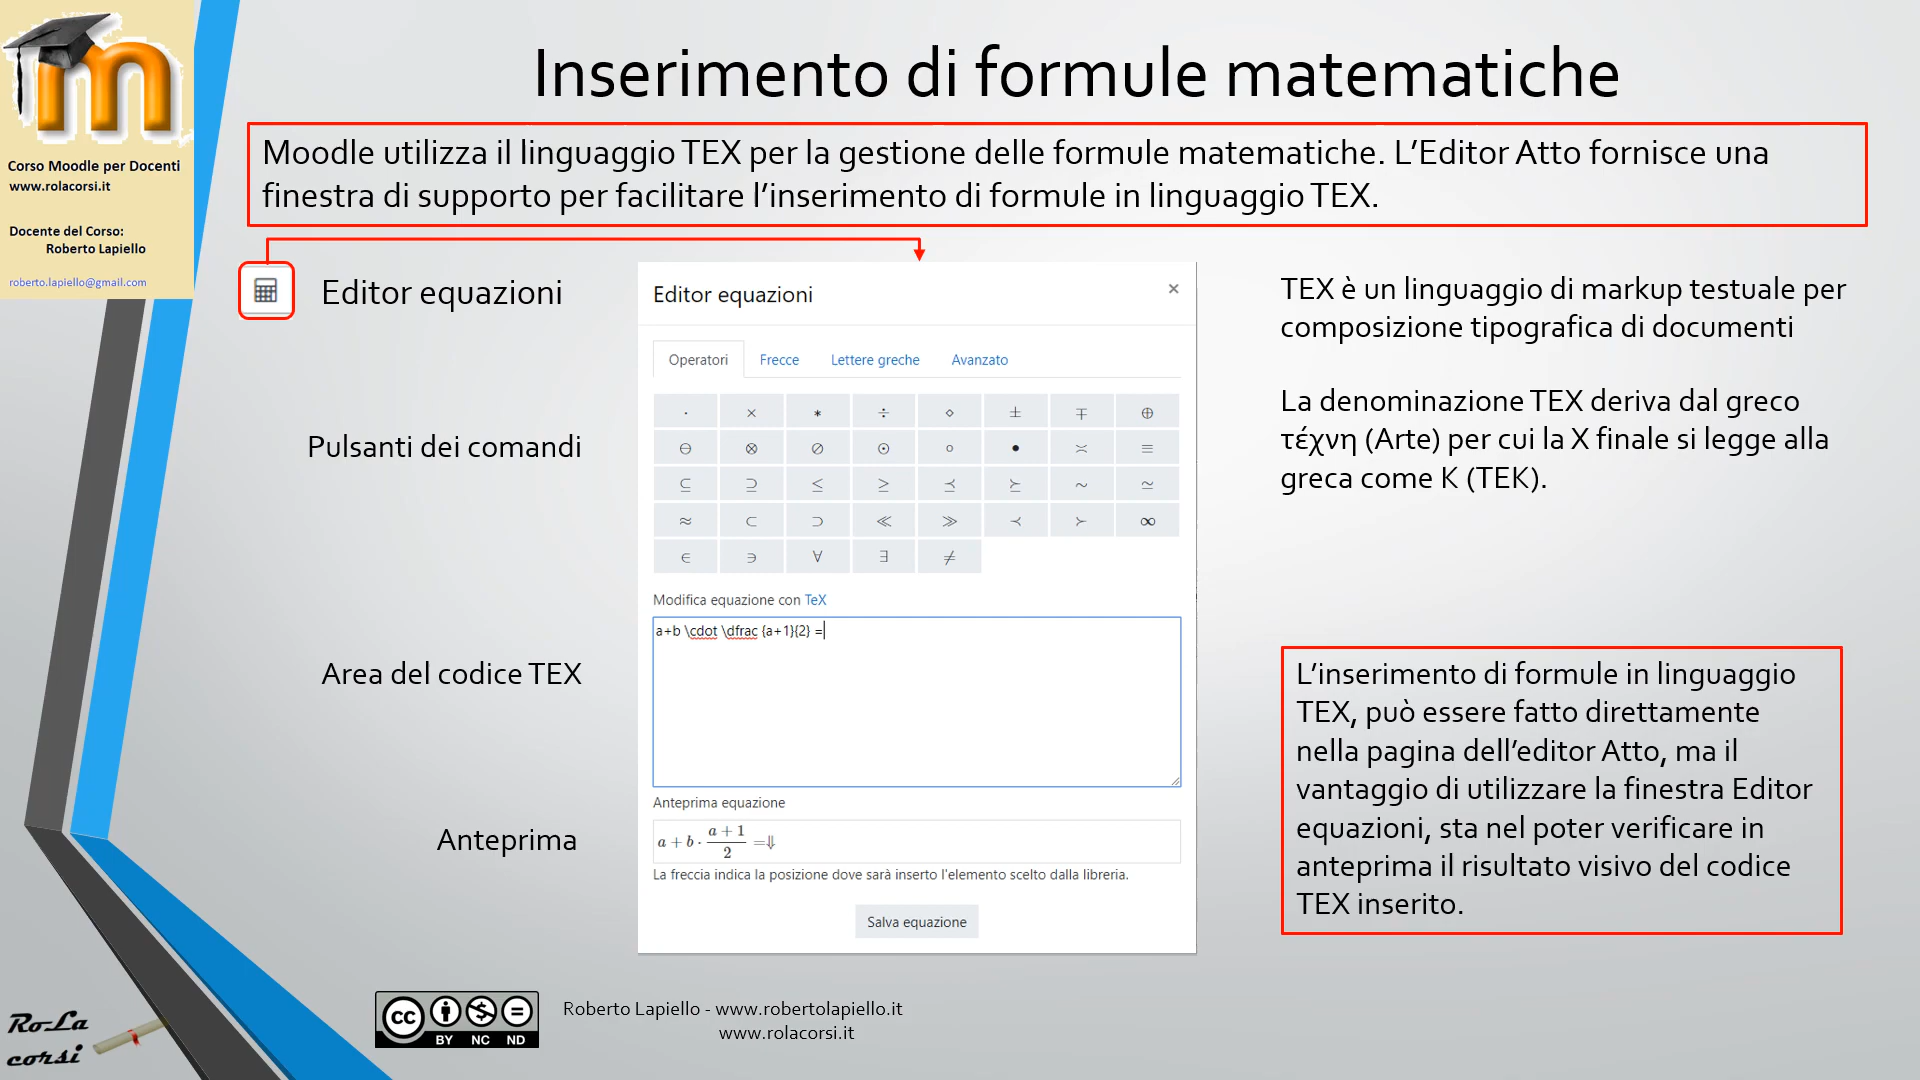 Inserimento di formule matematiche
Corso Moodle per Docenti
www.rolacorsi.it
Docente del Corso:
Roberto Lapiello
roberto.lapiello@gmail.com
Moodle utilizza il linguaggio TEX per la gestione delle formule matematiche. L’Editor Atto fornisce una
finestra di supporto per facilitare l’inserimento di formule in linguaggio TEX.
Editor equazioni
Pulsanti dei comandi
Area del codice TEX
Anteprima
Editor equazioni ×
Operatori Frecce Lettere greche Avanzato
· × * ÷ ⋄ ± ∓ ⊕
⊖ ⊗ ⊘ ⊙ ∘ • ≍ ≡
⊆ ⊇ ≤ ≥ ⪯ ⪰ ∼ ≃
≈ ⊂ ⊃ ≪ ≫ ≺ ≻ ∞
∈ ∋ ∀ ∃ ≠
Modifica equazione con TeX
a+b \cdot \dfrac {a+1}{2} =
Anteprima equazione
a + b · a + 1 / 2 =⇓
La freccia indica la posizione dove sarà inserto l'elemento scelto dalla libreria.
Salva equazione
TEX è un linguaggio di markup testuale per
composizione tipografica di documenti
La denominazione TEX deriva dal greco
τέχνη (Arte) per cui la X finale si legge alla
greca come K (TEK).
L’inserimento di formule in linguaggio
TEX, può essere fatto direttamente
nella pagina dell’editor Atto, ma il
vantaggio di utilizzare la finestra Editor
equazioni, sta nel poter verificare in
anteprima il risultato visivo del codice
TEX inserito.
Ro.La
corsi
cc BY NC ND
Roberto Lapiello - www.robertolapiello.it
www.rolacorsi.it